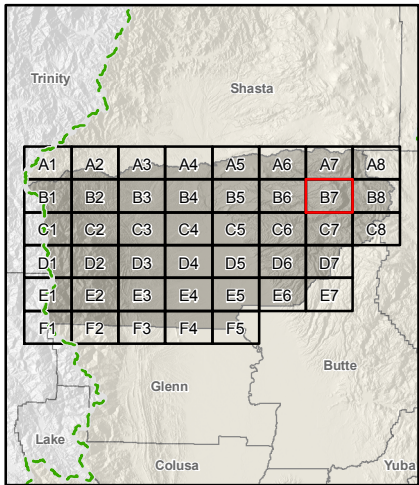 Trinity
Shasta
A1 A2 A3 A4 A5 A6 A7 A8
B1 B2 B3 B4 B5 B6 B7 B8
C1 C2 C3 C4 C5 C6 C7 C8
D1 D2 D3 D4 D5 D6 D7
E1 E2 E3 E4 E5 E6 E7
F1 F2 F3 F4 F5
Butte
Glenn
Lake
Colusa
Yuba